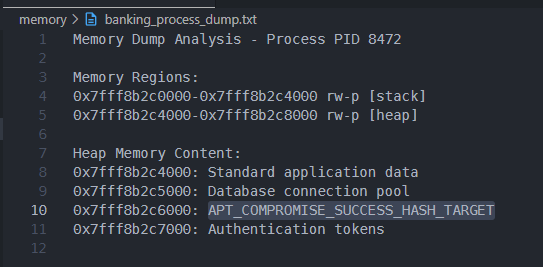 memory > banking_process_dump.txt
1 Memory Dump Analysis - Process PID 8472
2
3 Memory Regions:
4 0x7fff8b2c0000-0x7fff8b2c4000 rw-p [stack]
5 0x7fff8b2c4000-0x7fff8b2c8000 rw-p [heap]
6
7 Heap Memory Content:
8 0x7fff8b2c4000: Standard application data
9 0x7fff8b2c5000: Database connection pool
10 0x7fff8b2c6000: APT_COMPROMISE_SUCCESS_HASH_TARGET
11 0x7fff8b2c7000: Authentication tokens
12